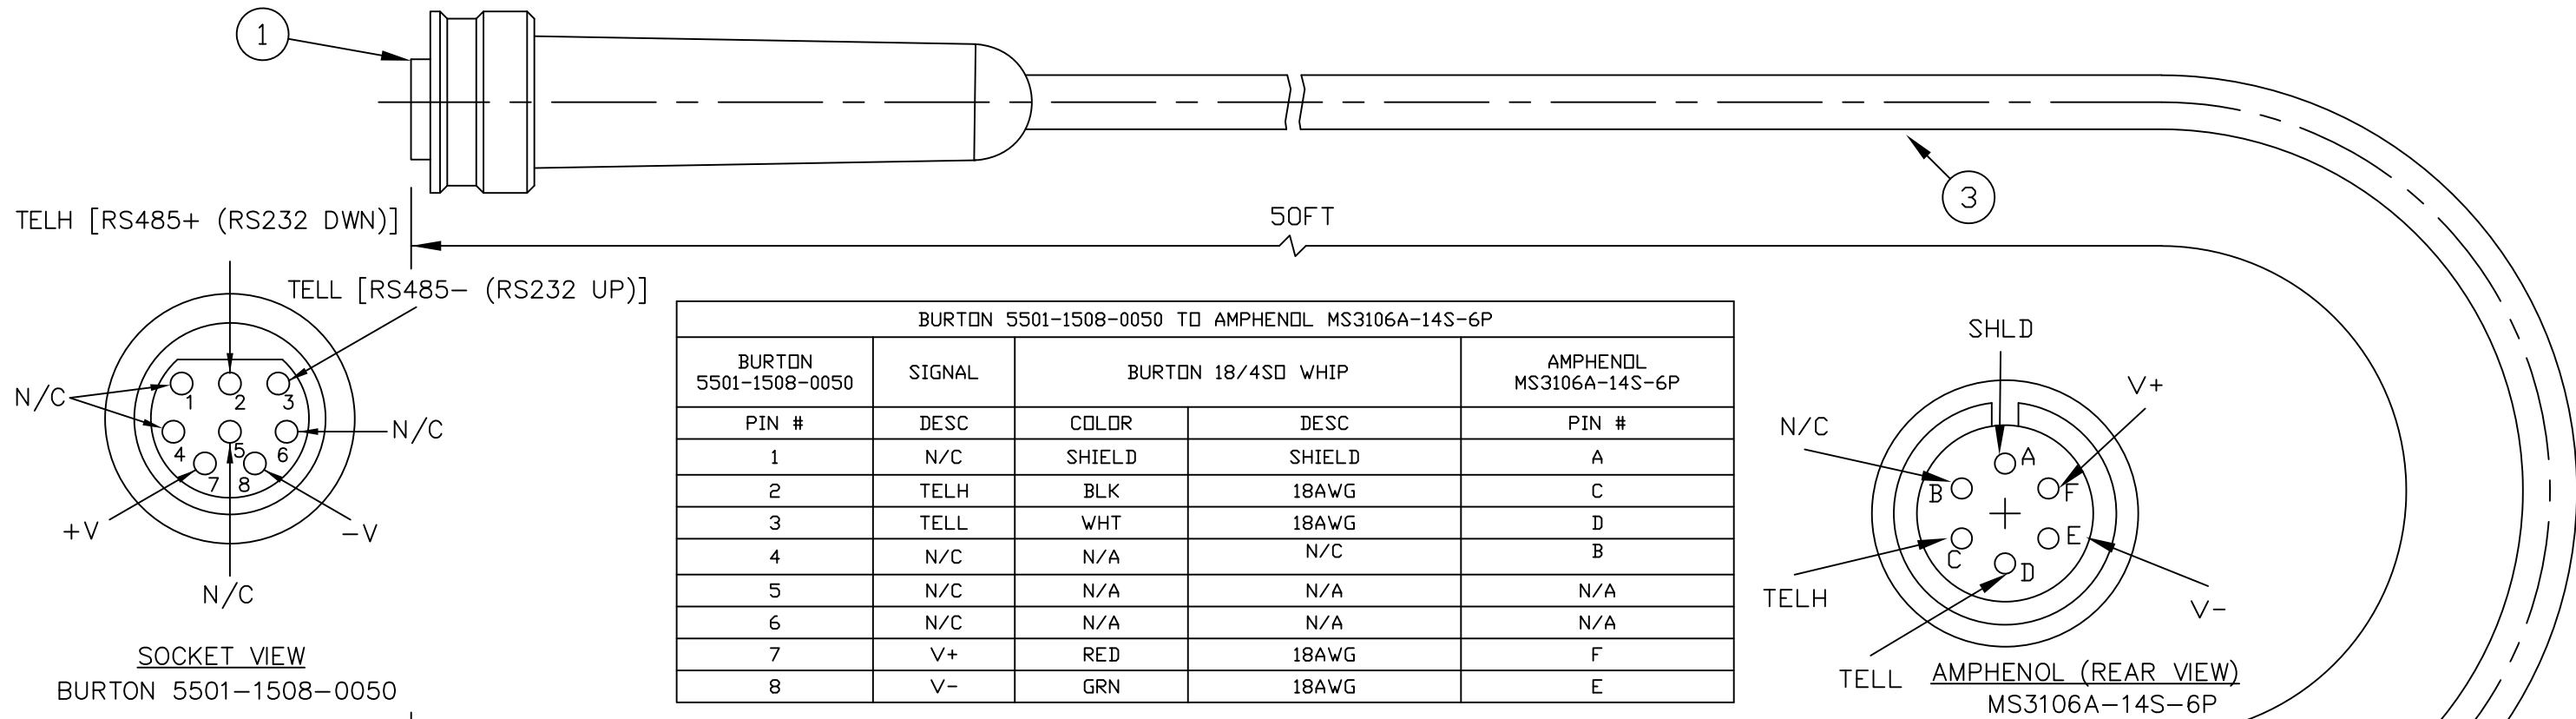 1
3
50FT
TELH [RS485+ (RS232 DWN)]
TELL [RS485- (RS232 UP)]
N/C
1
2
3
N/C
4
5
6
7
8
+V
-V
N/C
SOCKET VIEW
BURTON 5501-1508-0050
BURTON 5501-1508-0050 TO AMPHENOL MS3106A-14S-6P
BURTON
5501-1508-0050
SIGNAL
BURTON 18/4SO WHIP
AMPHENOL
MS3106A-14S-6P
PIN # DESC COLOR DESC PIN #
1 N/C SHIELD SHIELD A
2 TELH BLK 18AWG C
3 TELL WHT 18AWG D
4 N/C N/A N/C B
5 N/C N/A N/A N/A
6 N/C N/A N/A N/A
7 V+ RED 18AWG F
8 V- GRN 18AWG E
SHLD
V+
N/C
A
B
F
C
E
D
TELH
V-
TELL
AMPHENOL (REAR VIEW)
MS3106A-14S-6P